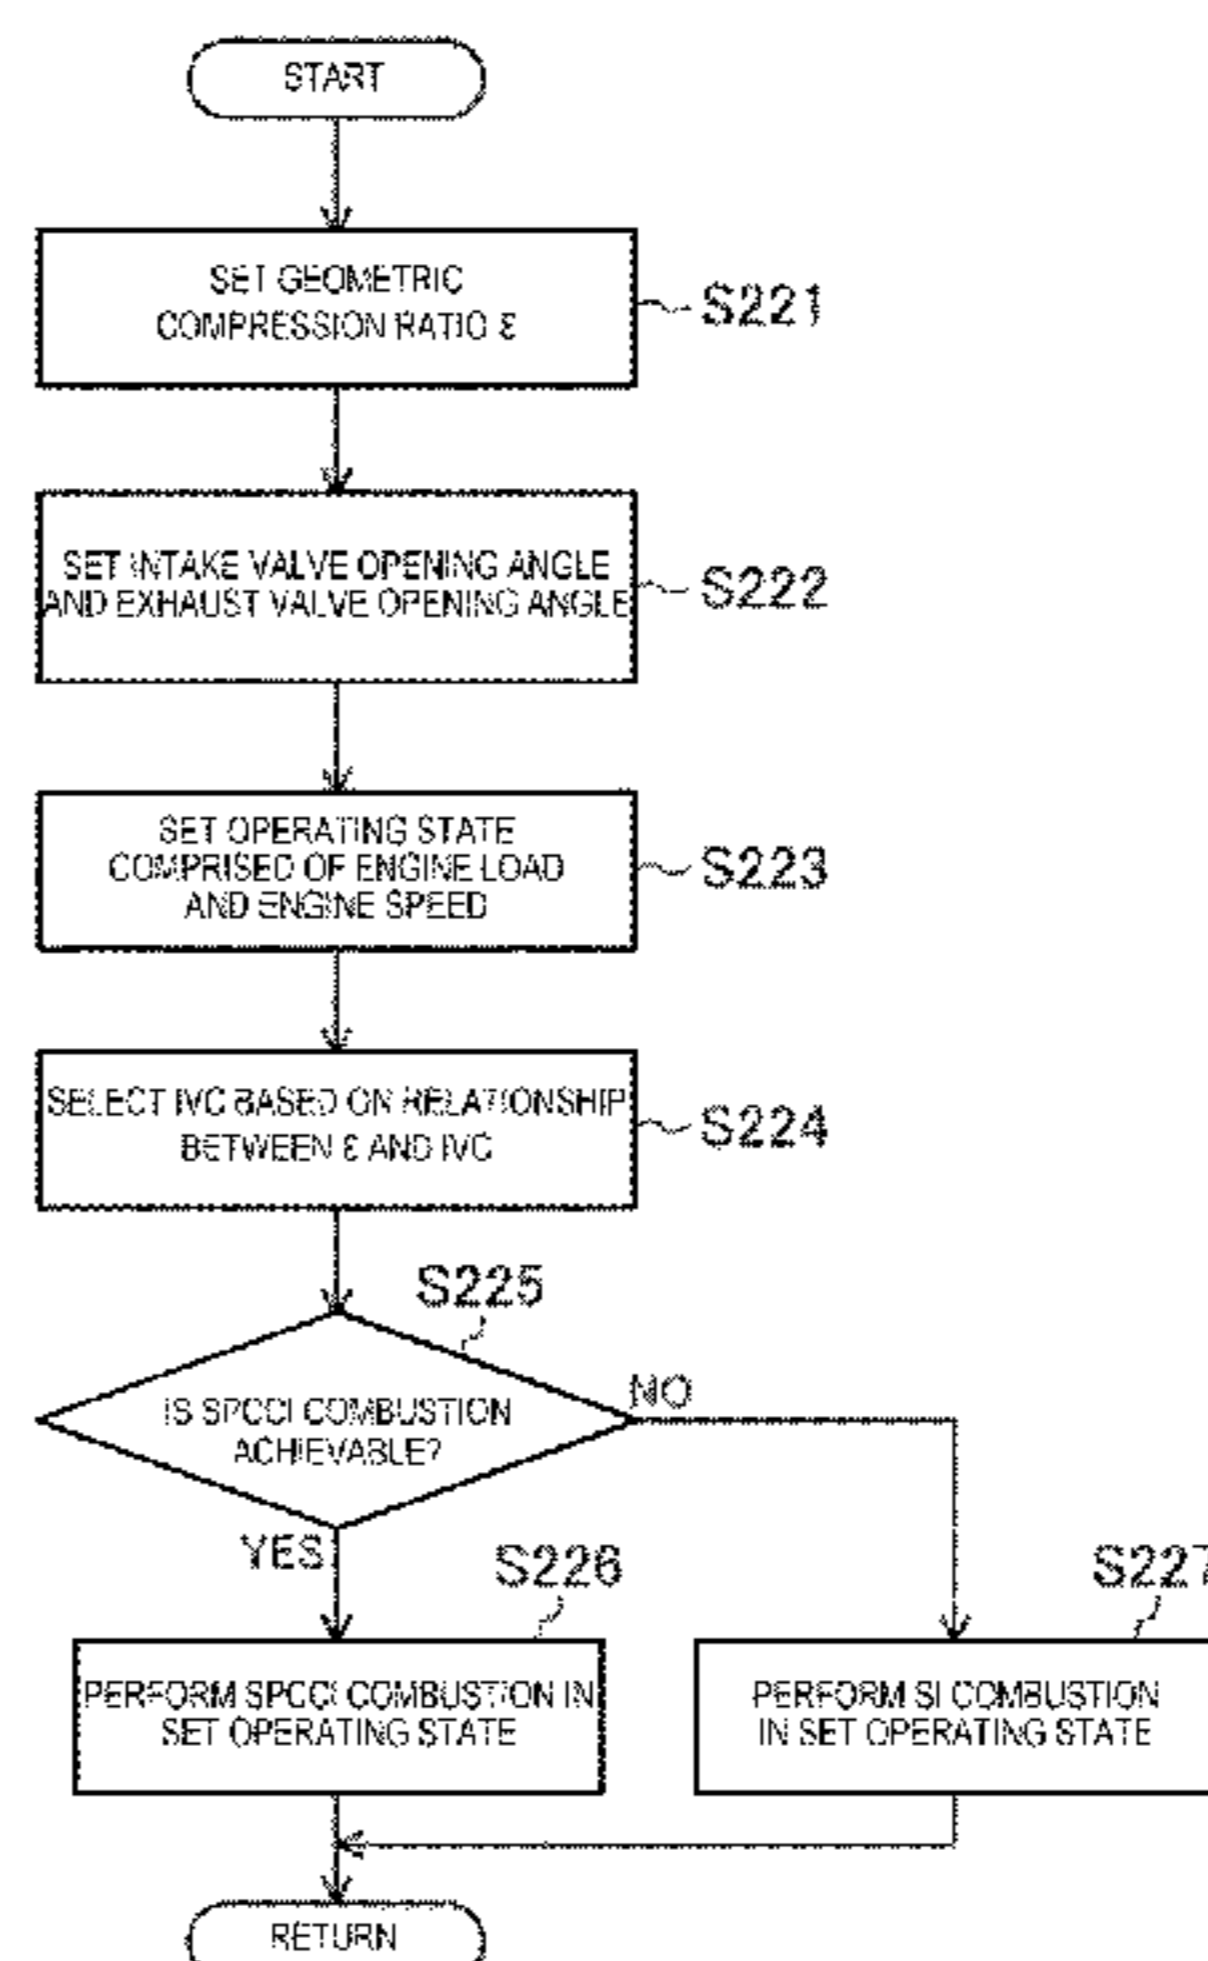 START
SET GEOMETRIC
COMPRESSION RATIO ε
S221
SET INTAKE VALVE OPENING ANGLE
AND EXHAUST VALVE OPENING ANGLE
S222
SET OPERATING STATE
COMPRISED OF ENGINE LOAD
AND ENGINE SPEED
S223
SELECT IVC BASED ON RELATIONSHIP
BETWEEN ε AND IVC
S224
S225
IS SPCCI COMBUSTION
ACHIEVABLE?
NO
YES
S226
S227
PERFORM SPCCI COMBUSTION IN
SET OPERATING STATE
PERFORM SI COMBUSTION
IN SET OPERATING STATE
RETURN